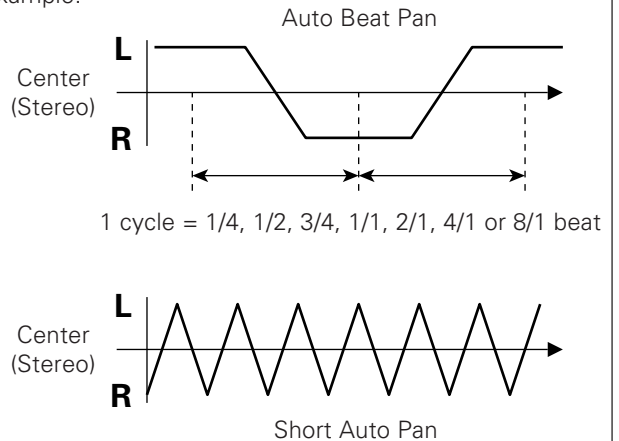 Auto Beat Pan
L
Center
(Stereo)
R
1 cycle = 1/4, 1/2, 3/4, 1/1, 2/1, 4/1 or 8/1 beat
L
Center
(Stereo)
R
Short Auto Pan